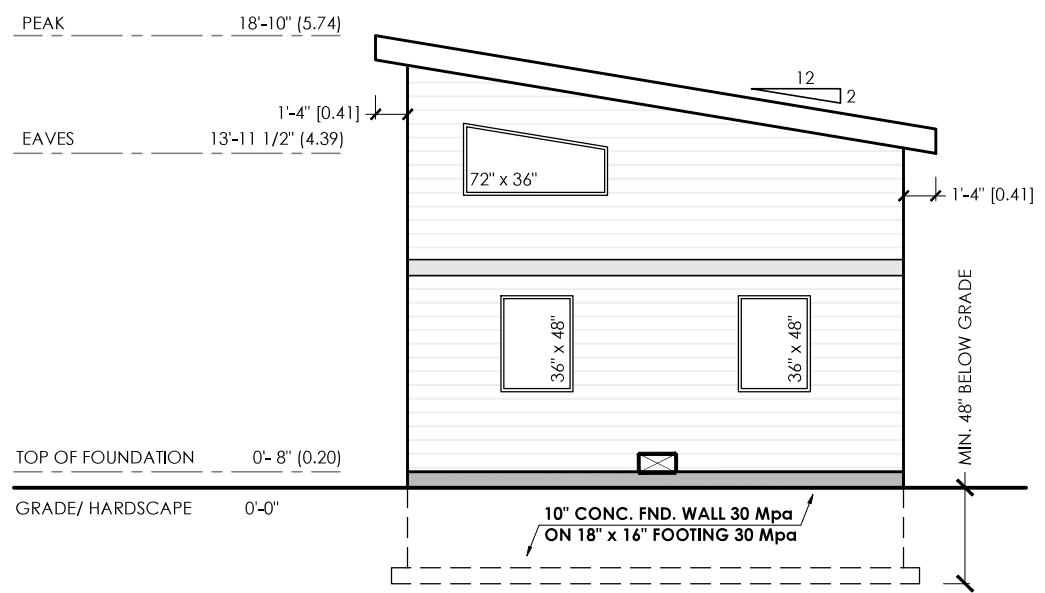 PEAK 18'-10" (5.74)
12
2
1'-4" [0.41]
EAVES 13'-11 1/2" (4.39)
72" x 36"
1'-4" [0.41]
36" x 48"
36" x 48"
MIN. 48" BELOW GRADE
TOP OF FOUNDATION 0'- 8" (0.20)
GRADE/ HARDSCAPE 0'-0"
10" CONC. FND. WALL 30 Mpa
ON 18" x 16" FOOTING 30 Mpa